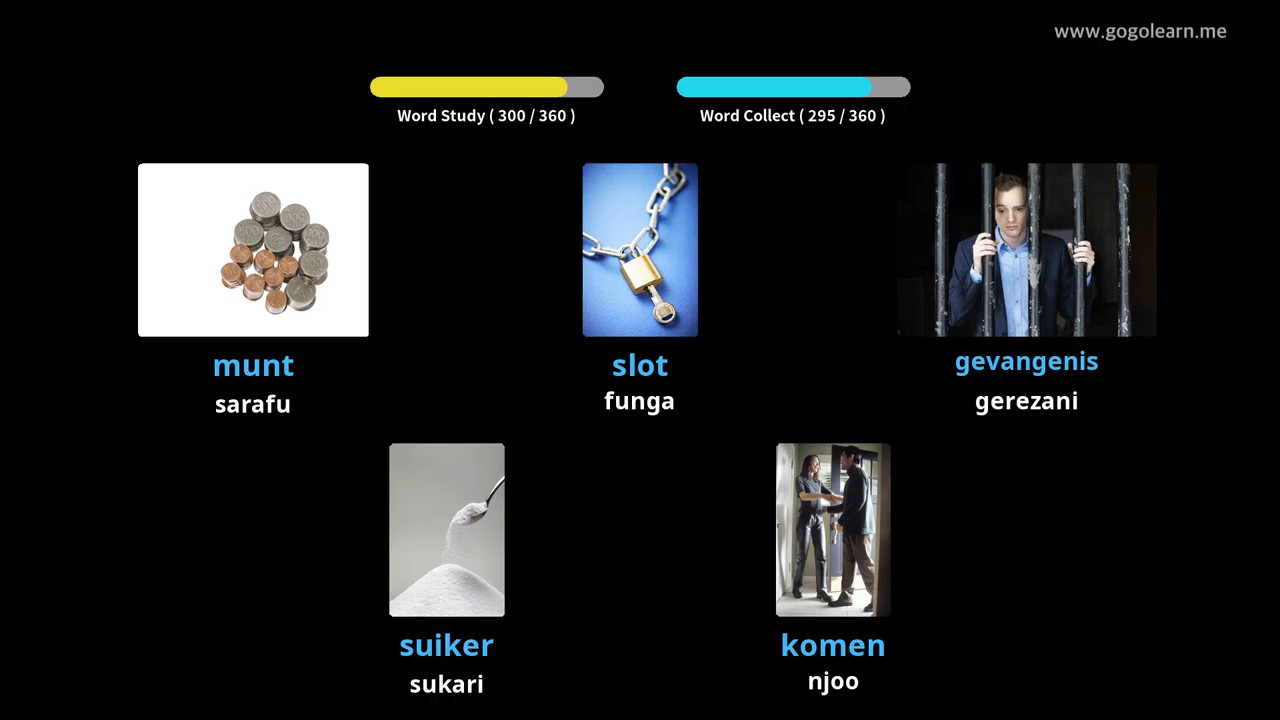 www.gogolearn.me
Word Study ( 300 / 360 )
Word Collect ( 295 / 360 )
munt
sarafu
slot
funga
gevangenis
gerezani
suiker
sukari
komen
njoo